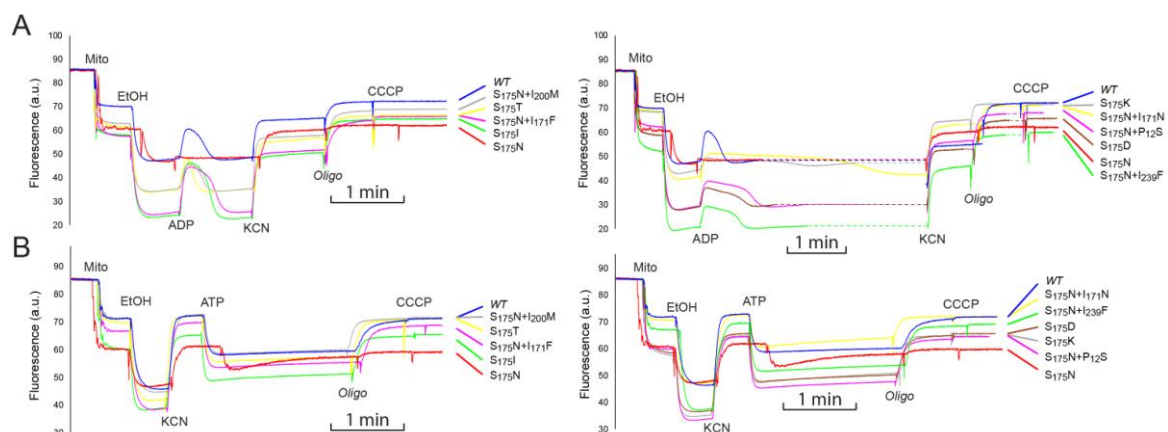 A
Fluorescence (a.u.)
100
90
80
70
60
50
40
30
20
Mito
EtOH
ADP
KCN
Oligo
CCCP
1 min
WT
S175N+I200M
S175T
S175N+I171F
S175I
S175N
Fluorescence (a.u.)
100
90
80
70
60
50
40
30
20
Mito
EtOH
ADP
KCN
Oligo
CCCP
1 min
WT
S175K
S175N+I171N
S175N+P12S
S175D
S175N
S175N+I239F
B
Fluorescence (a.u.)
90
80
70
60
50
40
30
Mito
EtOH
KCN
ATP
Oligo
CCCP
1 min
WT
S175N+I200M
S175T
S175N+I171F
S175I
S175N
Fluorescence (a.u.)
90
80
70
60
50
40
30
Mito
EtOH
KCN
ATP
Oligo
CCCP
1 min
WT
S175N+I171N
S175N+I239F
S175D
S175K
S175N+P12S
S175N